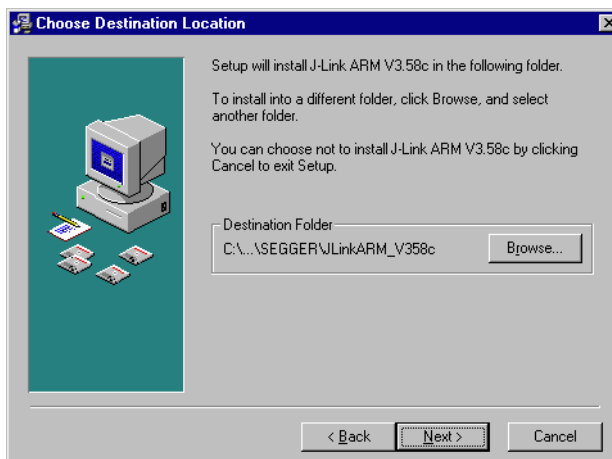 Choose Destination Location
Setup will install J-Link ARM V3.58c in the following folder.
To install into a different folder, click Browse, and select
another folder.
You can choose not to install J-Link ARM V3.58c by clicking
Cancel to exit Setup.
Destination Folder
C:\...\SEGGER\JLinkARM_V358c
Browse...
< Back
Next >
Cancel